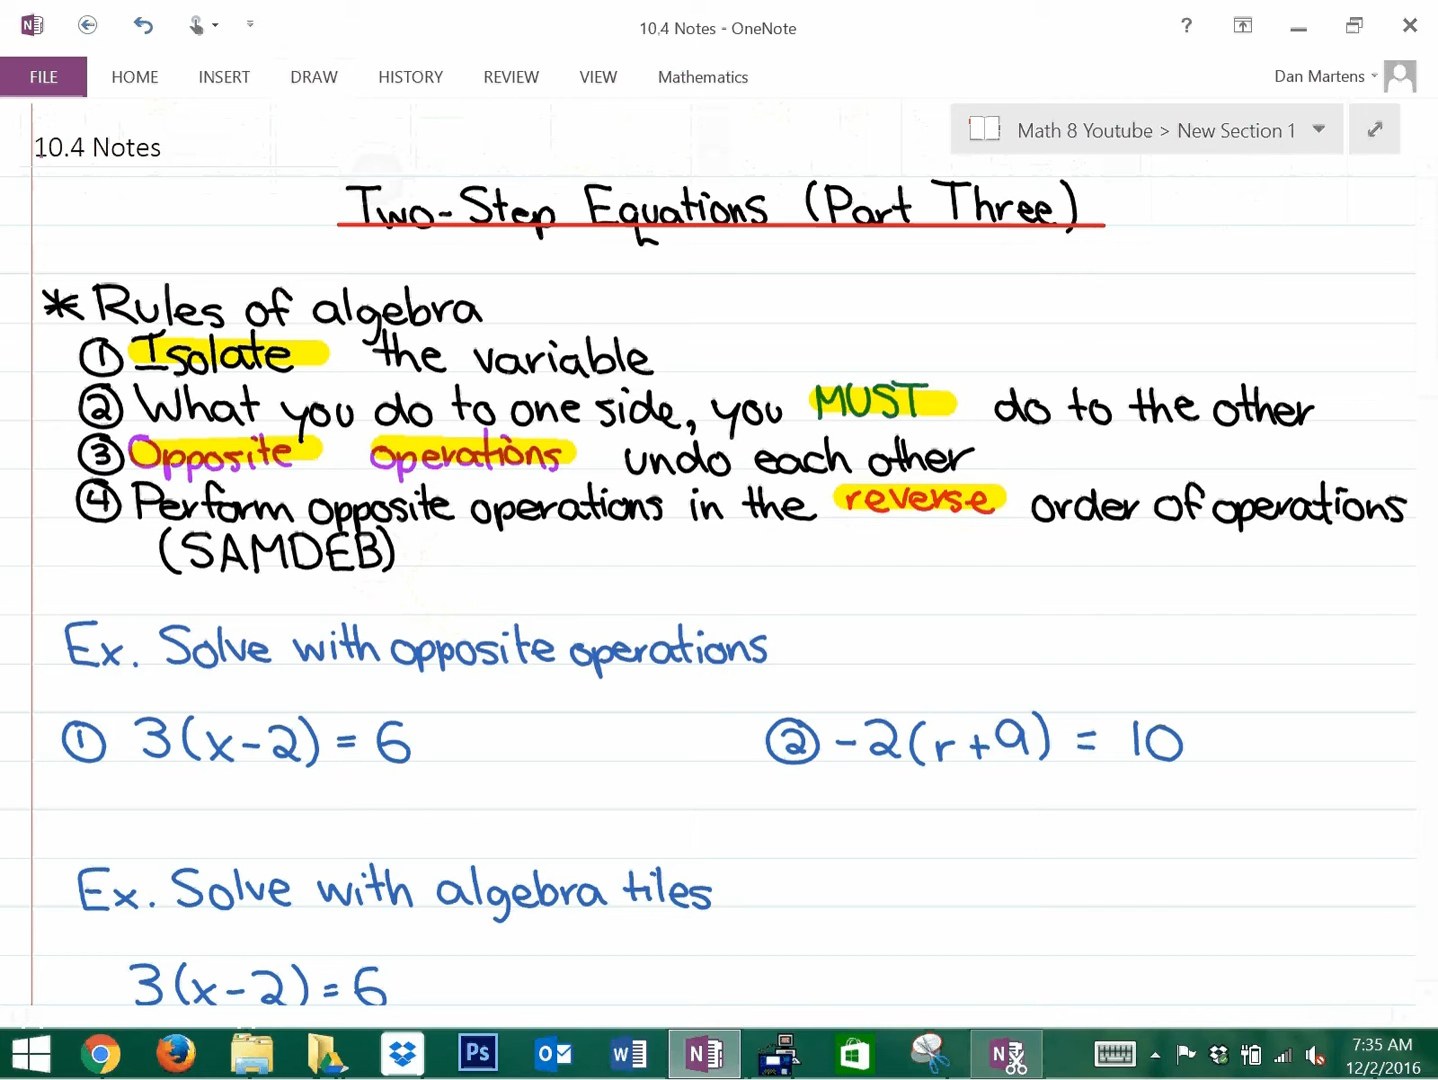 10.4 Notes - OneNote
?
FILE HOME INSERT DRAW HISTORY REVIEW VIEW Mathematics Dan Martens
Math 8 Youtube > New Section 1
10.4 Notes
Two-Step Equations (Part Three)
* Rules of algebra
① Isolate the variable
② What you do to one side, you MUST do to the other
③ Opposite operations undo each other
④ Perform opposite operations in the reverse order of operations
(SAMDEB)
Ex. Solve with opposite operations
① 3(x-2) = 6 ② -2(r+9) = 10
Ex. Solve with algebra tiles
3(x-2) = 6
Ps
7:35 AM
12/2/2016